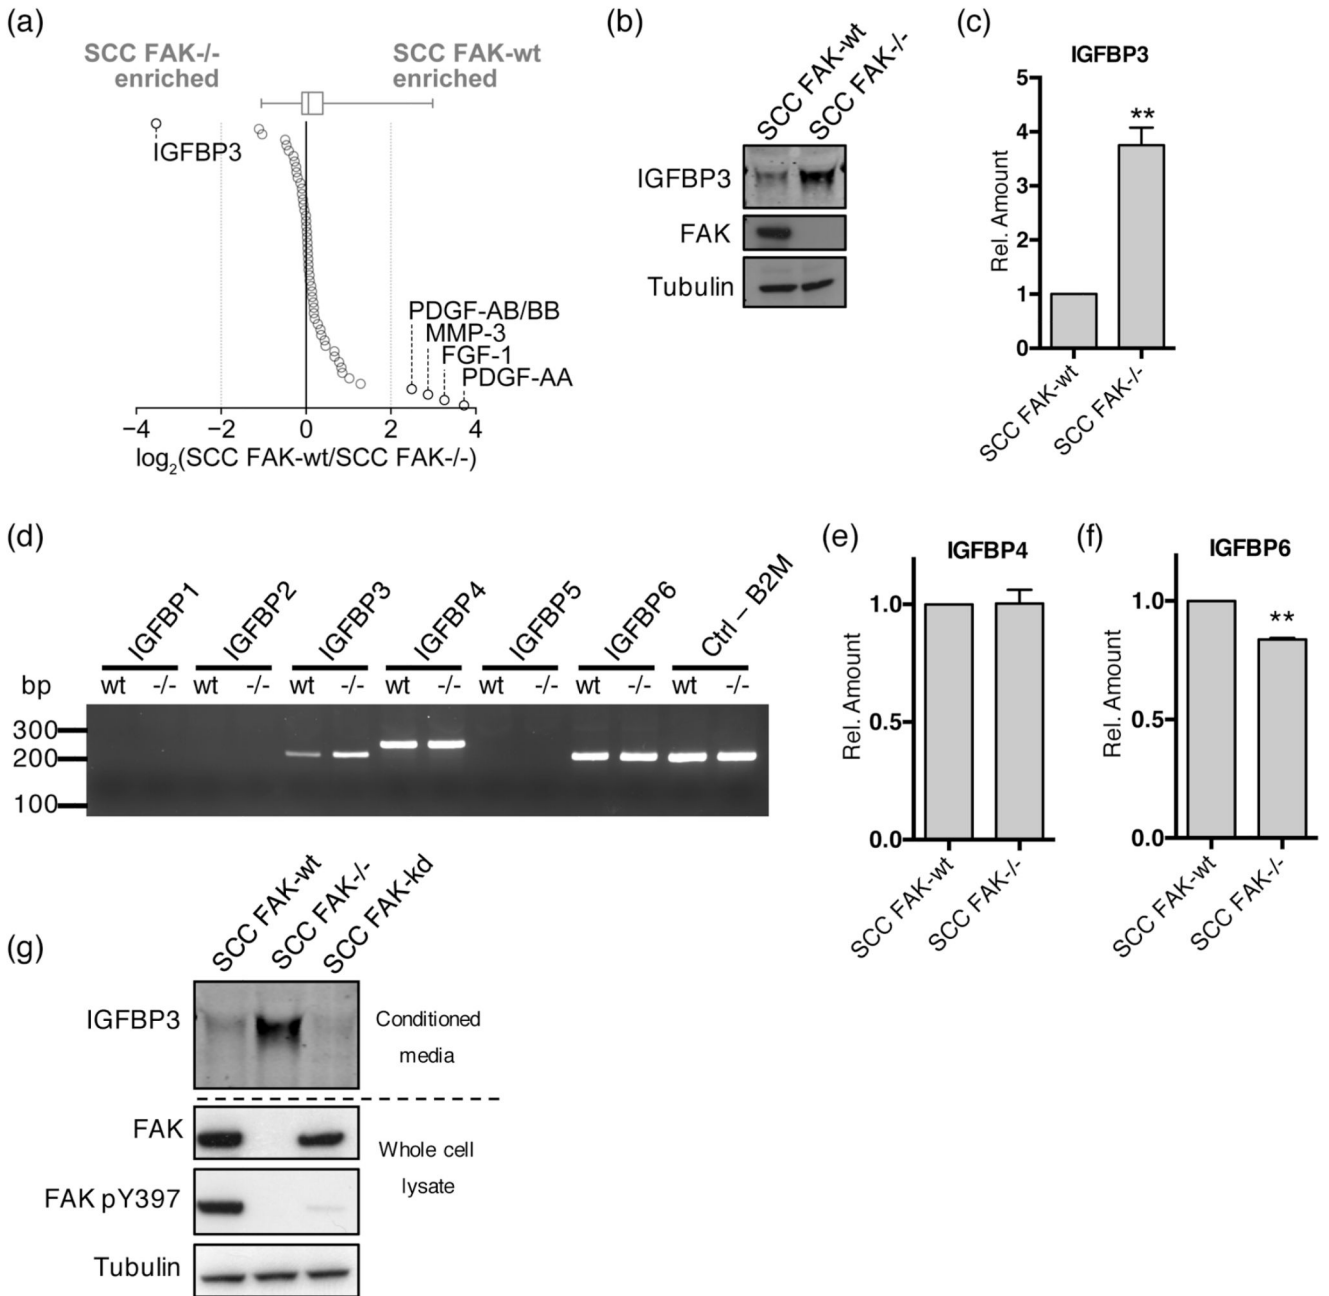 (a)
SCC FAK-/-
enriched
SCC FAK-wt
enriched
IGFBP3
PDGF-AB/BB
MMP-3
FGF-1
PDGF-AA
−4 −2 0 2 4
log2(SCC FAK-wt/SCC FAK-/-)
(b)
SCC FAK-wt
SCC FAK-/-
IGFBP3
FAK
Tubulin
(c)
IGFBP3
Rel. Amount
5
4
3
2
1
0
**
SCC FAK-wt
SCC FAK-/-
(d)
IGFBP1
IGFBP2
IGFBP3
IGFBP4
IGFBP5
IGFBP6
Ctrl – B2M
bp wt -/- wt -/- wt -/- wt -/- wt -/- wt -/- wt -/-
300
200
100
(e)
IGFBP4
Rel. Amount
1.0
0.5
0.0
SCC FAK-wt
SCC FAK-/-
(f)
IGFBP6
Rel. Amount
1.0
0.5
0.0
**
SCC FAK-wt
SCC FAK-/-
(g)
SCC FAK-wt
SCC FAK-/-
SCC FAK-kd
IGFBP3
Conditioned
media
FAK
Whole cell
lysate
FAK pY397
Tubulin